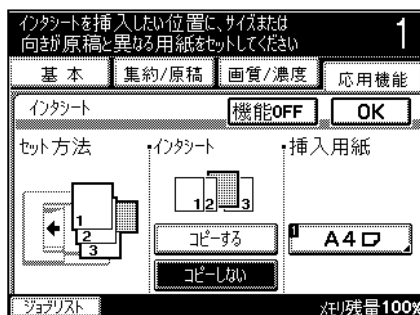 ｲﾝﾀｼｰﾄを挿入したい位置に、ｻｲｽﾞまたは
向きが原稿と異なる用紙をｾｯﾄしてください
1
基本
集約/原稿
画質/濃度
応用機能
ｲﾝﾀｼｰﾄ
機能OFF
OK
ｾｯﾄ方法
ｲﾝﾀｼｰﾄ
挿入用紙
1
2
3
1
2
3
ｺﾋﾟｰする
ｺﾋﾟｰしない
A4
ｼﾞｮﾌﾞﾘｽﾄ
ﾒﾓﾘ残量100%